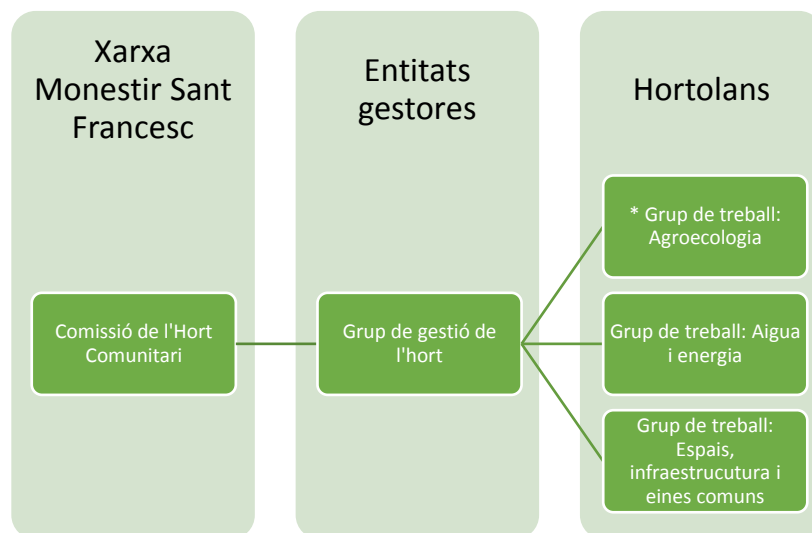 Xarxa
Monestir Sant
Francesc
Comissió de l'Hort
Comunitari
Entitats
gestores
Grup de gestió de
l'hort
Hortolans
* Grup de treball:
Agroecologia
Grup de treball: Aigua
i energia
Grup de treball:
Espais,
infraestrucutura i
eines comuns